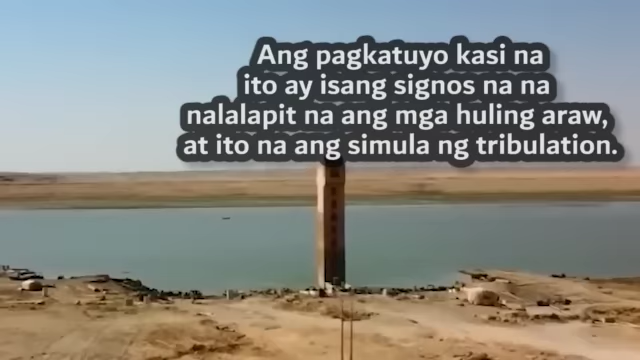 Ang pagkatuyo kasi na
ito ay isang signos na na
nalalapit na ang mga huling araw,
at ito na ang simula ng tribulation.